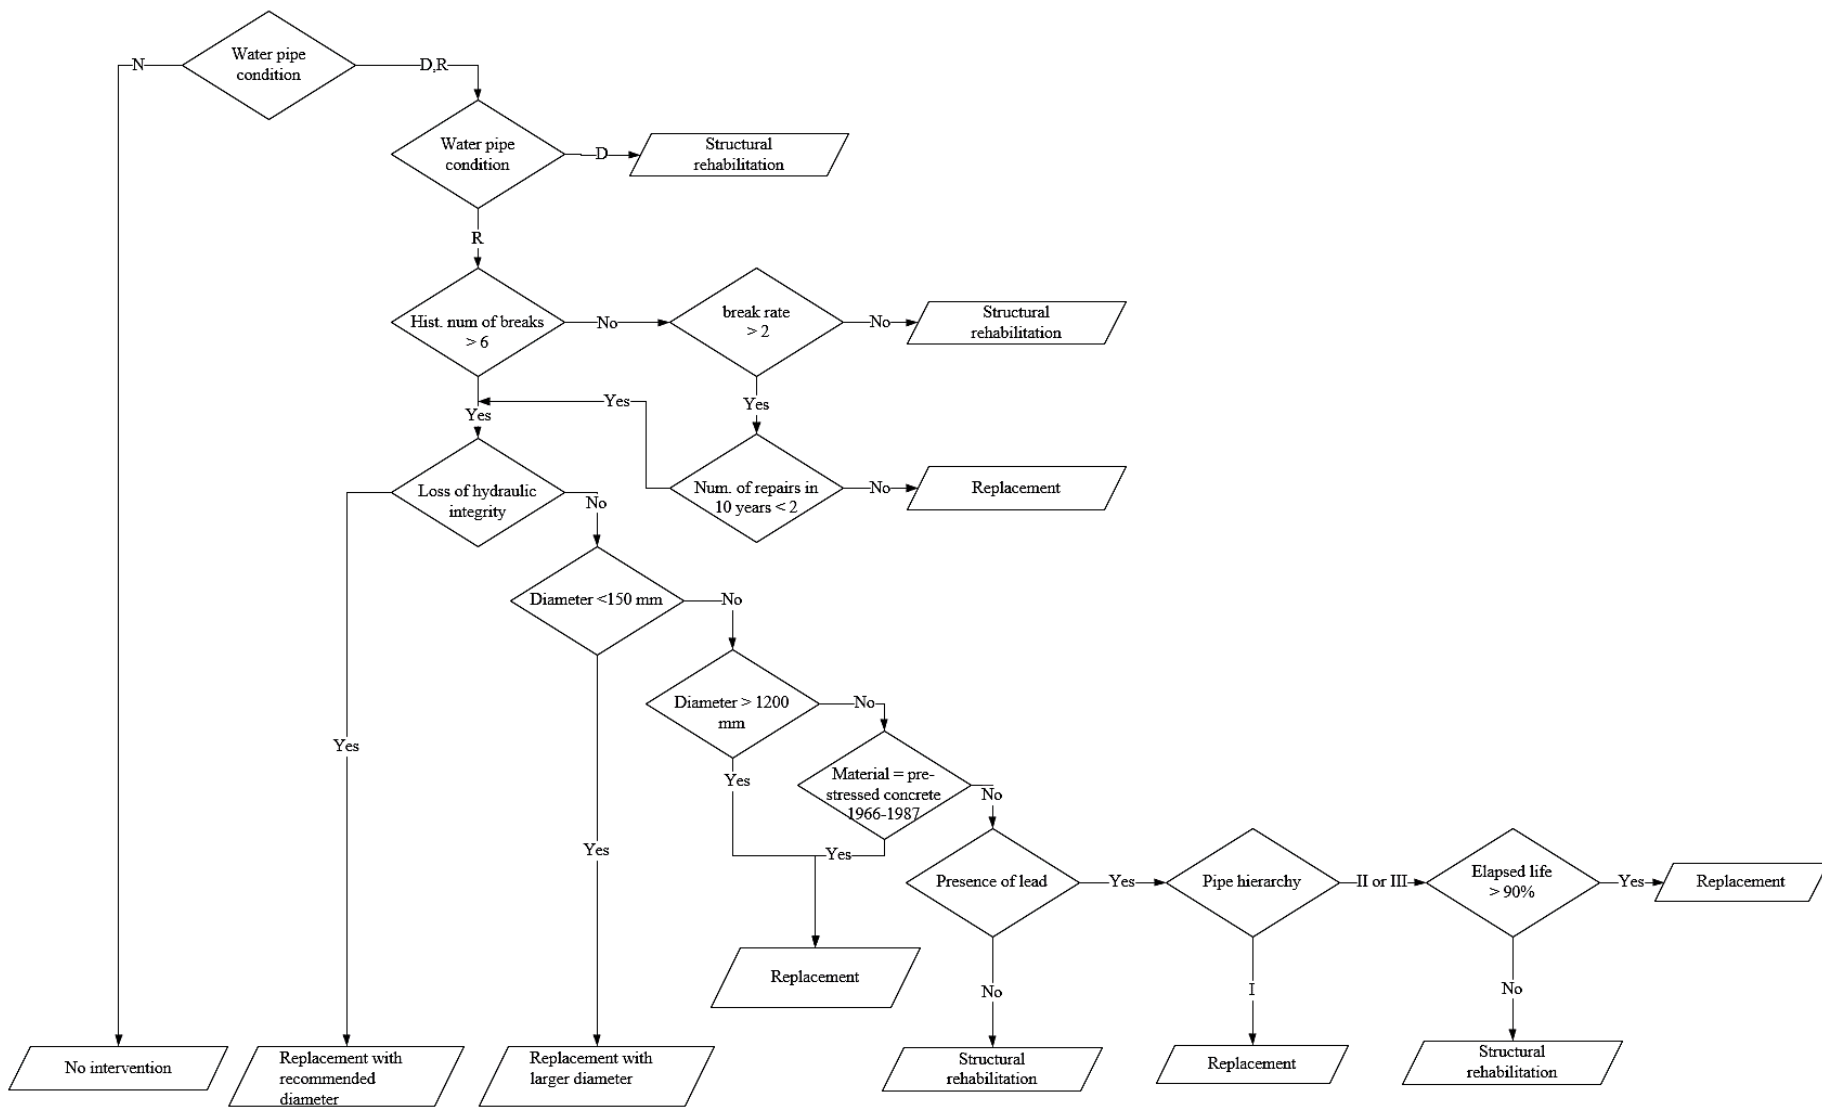 Water pipe
condition
N
D,R
Water pipe
condition
D
Structural
rehabilitation
R
Hist. num of breaks
> 6
No
break rate
> 2
No
Structural
rehabilitation
Yes
Yes
Yes
Loss of hydraulic
integrity
No
Num. of repairs in
10 years < 2
No
Replacement
Diameter <150 mm
No
Diameter > 1200
mm
No
Yes
Yes
Material = pre-
stressed concrete
1966-1987
No
Yes
Yes
Presence of lead
Yes
Pipe hierarchy
II or III
Elapsed life
> 90%
Yes
Replacement
Replacement
No
I
No
No intervention
Replacement with
recommended
diameter
Replacement with
larger diameter
Structural
rehabilitation
Replacement
Structural
rehabilitation